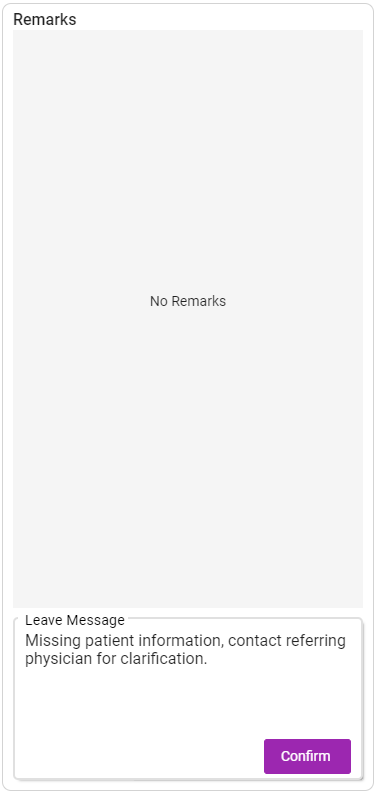 Remarks
No Remarks
Leave Message
Missing patient information, contact referring
physician for clarification.
Confirm